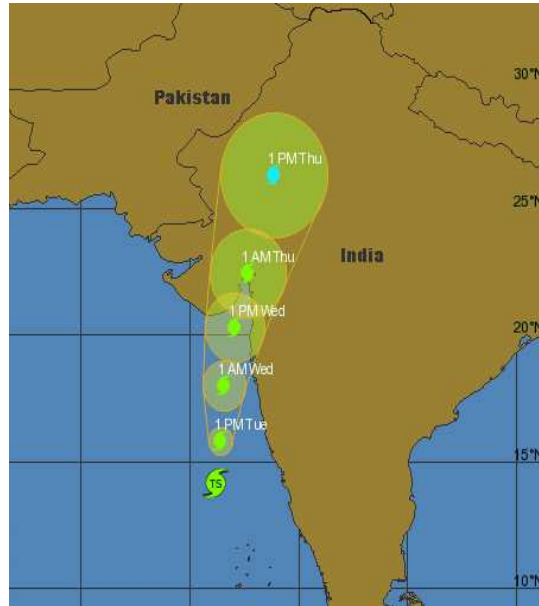 30°N
Pakistan
1 PM Thu
25°N
1 AM Thu
India
1 PM Wed
20°N
1 AM Wed
1 PM Tue
15°N
TS
10°N